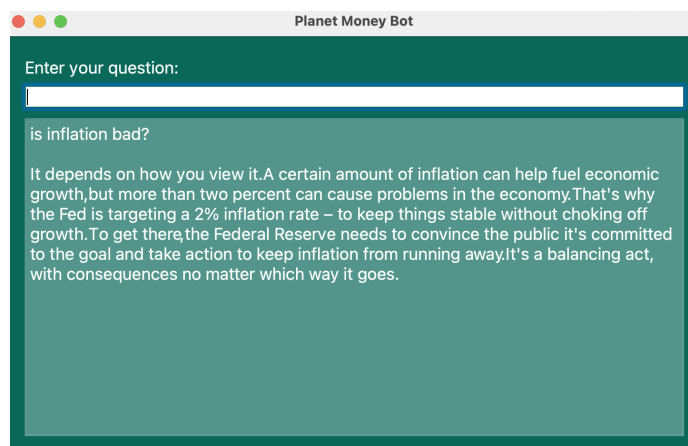 Planet Money Bot
Enter your question:
is inflation bad?
It depends on how you view it.A certain amount of inflation can help fuel economic
growth,but more than two percent can cause problems in the economy.That's why
the Fed is targeting a 2% inflation rate – to keep things stable without choking off
growth.To get there,the Federal Reserve needs to convince the public it's committed
to the goal and take action to keep inflation from running away.It's a balancing act,
with consequences no matter which way it goes.